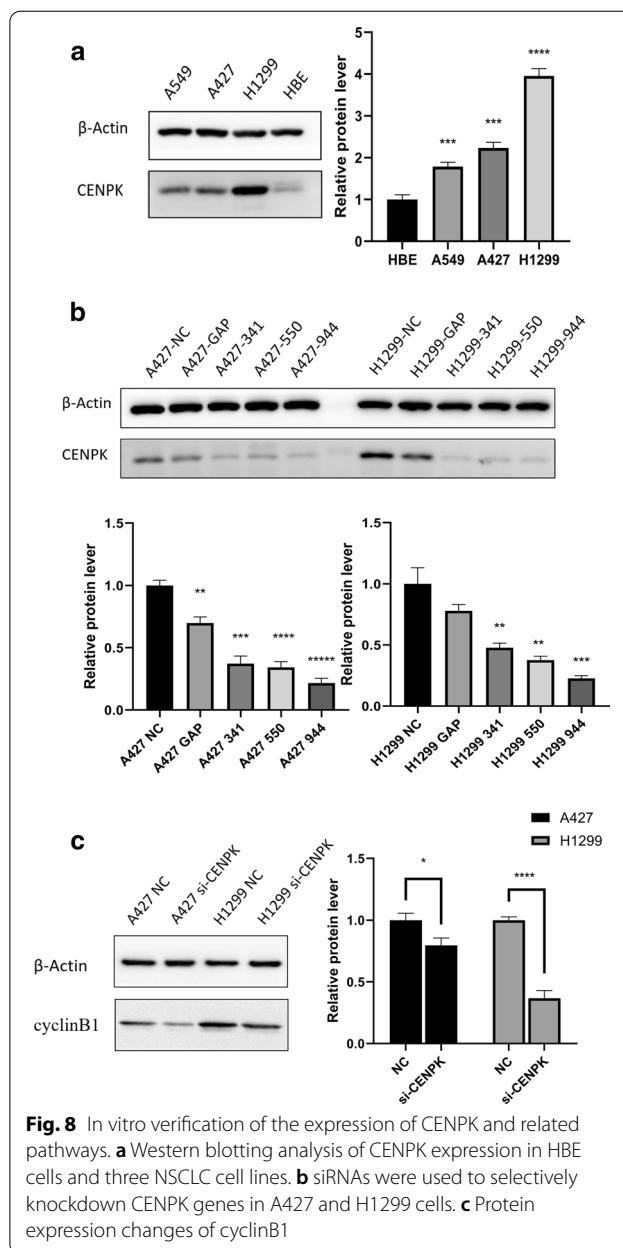 a
A549
A427
H1299
HBE
β-Actin
CENPK
Relative protein lever
5
4
3
2
1
0
***
***
****
HBE A549 A427 H1299
b
A427-NC
A427-GAP
A427-341
A427-550
A427-944
H1299-NC
H1299-GAP
H1299-341
H1299-550
H1299-944
β-Actin
CENPK
Relative protein lever
1.5
1.0
0.5
0.0
**
***
****
*****
A427 NC
A427 GAP
A427 341
A427 550
A427 944
Relative protein lever
1.5
1.0
0.5
0.0
**
**
***
H1299 NC
H1299 GAP
H1299 341
H1299 550
H1299 944
c
A427 NC
A427 si-CENPK
H1299 NC
H1299 si-CENPK
β-Actin
cyclinB1
A427
H1299
Relative protein lever
1.5
1.0
0.5
0.0
*
****
NC
si-CENPK
NC
si-CENPK
Fig. 8 In vitro verification of the expression of CENPK and related
pathways. a Western blotting analysis of CENPK expression in HBE
cells and three NSCLC cell lines. b siRNAs were used to selectively
knockdown CENPK genes in A427 and H1299 cells. c Protein
expression changes of cyclinB1